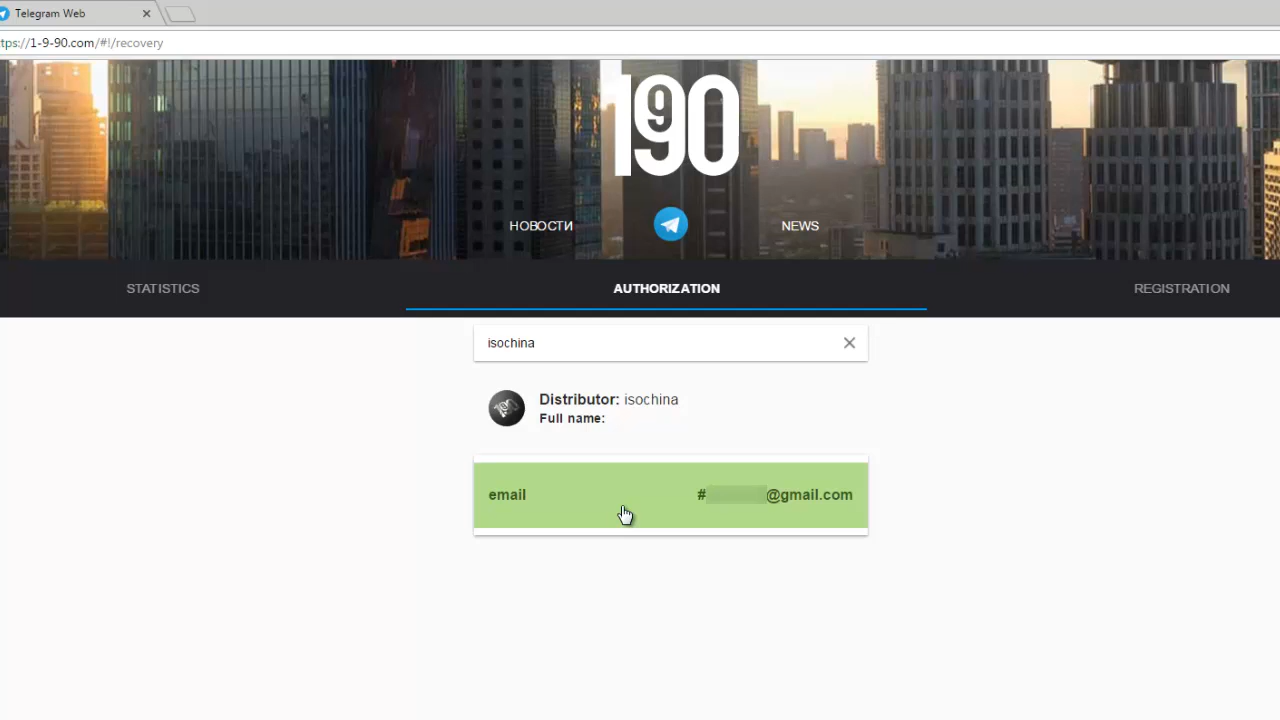 Telegram Web
tps://1-9-90.com/#!/recovery
1990
НОВОСТИ
NEWS
STATISTICS
AUTHORIZATION
REGISTRATION
isochina
Distributor: isochina
Full name:
email
# @gmail.com